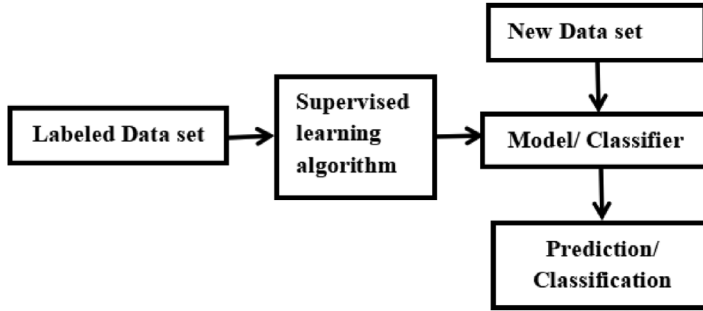 New Data set
Labeled Data set
Supervised
learning
algorithm
Model/ Classifier
Prediction/
Classification